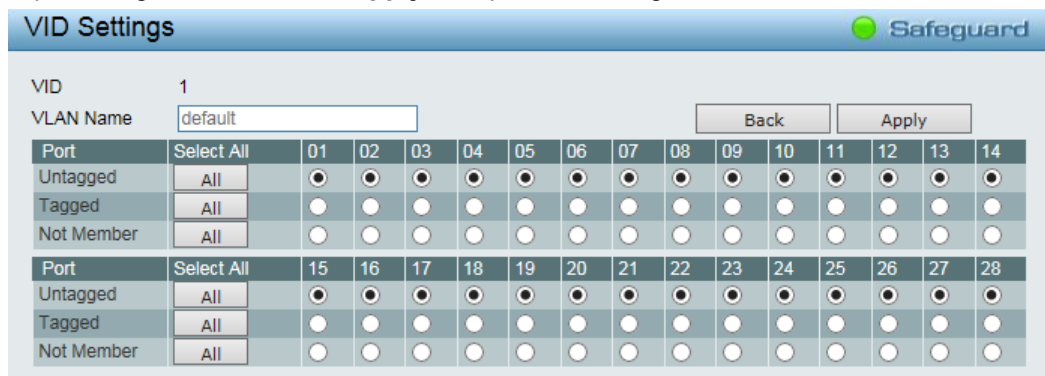 VID Settings Safeguard
VID 1
VLAN Name default Back Apply
Port Select All 01 02 03 04 05 06 07 08 09 10 11 12 13 14
Untagged All
Tagged All
Not Member All
Port Select All 15 16 17 18 19 20 21 22 23 24 25 26 27 28
Untagged All
Tagged All
Not Member All